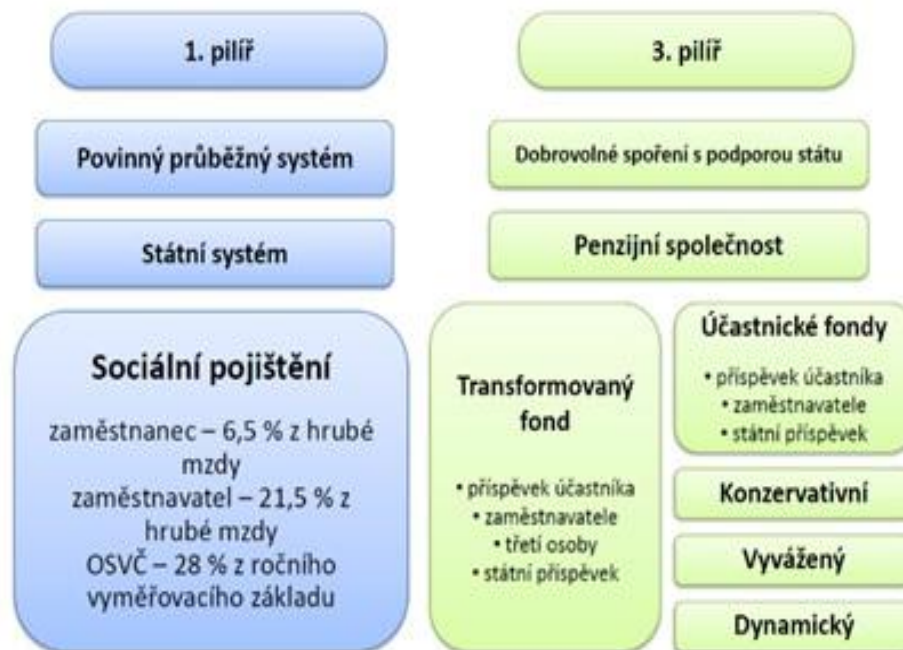 1. pilíř
Povinný průběžný systém
Státní systém
Sociální pojištění
zaměstnanec – 6,5 % z hrubé
mzdy
zaměstnavatel – 21,5 % z
hrubé mzdy
OSVČ – 28 % z ročního
vyměřovacího základu
3. pilíř
Dobrovolné spoření s podporou státu
Penzijní společnost
Transformovaný
fond
• příspěvek účastníka
• zaměstnavatele
• třetí osoby
• státní příspěvek
Účastnické fondy
• příspěvek účastníka
• zaměstnavatele
• státní příspěvek
Konzervativní
Vyvážený
Dynamický